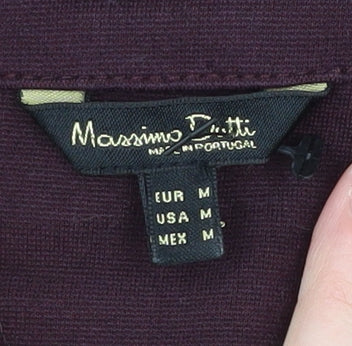 Massimo Dutti
MADE IN PORTUGAL
EUR M
USA M
MEX M